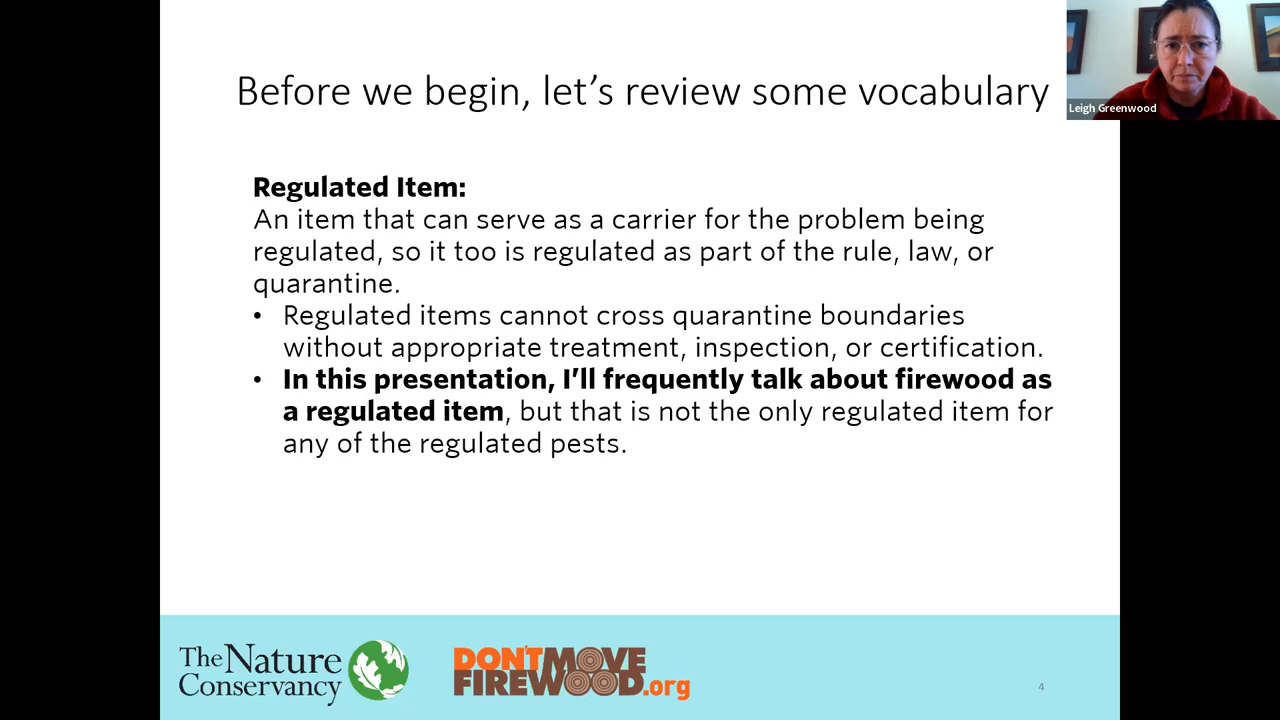 Before we begin, let’s review some vocabulary
Leigh Greenwood
Regulated Item:
An item that can serve as a carrier for the problem being
regulated, so it too is regulated as part of the rule, law, or
quarantine.
• Regulated items cannot cross quarantine boundaries
without appropriate treatment, inspection, or certification.
• In this presentation, I’ll frequently talk about firewood as
a regulated item, but that is not the only regulated item for
any of the regulated pests.
The Nature
Conservancy
DON'T MOVE
FIREWOOD.org
4